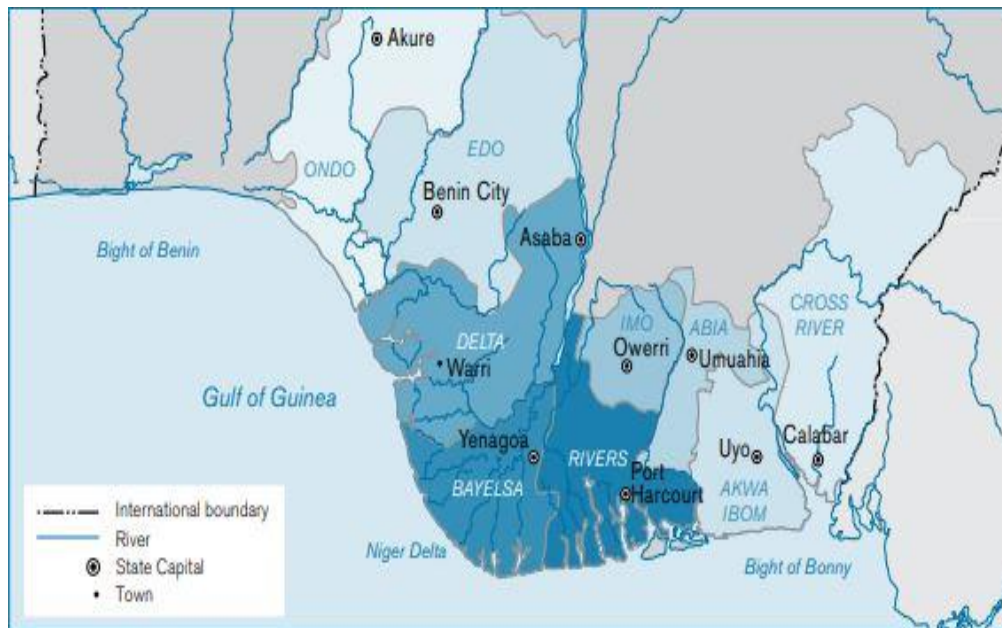 Akure
EDO
ONDO
Benin City
Asaba
Bight of Benin
CROSS
RIVER
IMO
ABIA
DELTA
Owerri
Umuahia
Warri
Gulf of Guinea
Yenagoa
RIVERS
Uyo
Calabar
Port
Harcourt
BAYELSA
AKWA
IBOM
International boundary
River
Niger Delta
Bight of Bonny
State Capital
Town